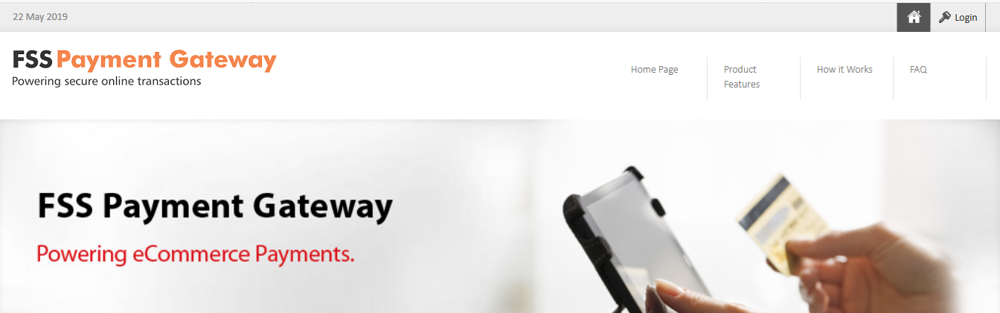 22 May 2019
Login
FSS Payment Gateway
Powering secure online transactions
Home Page
Product
Features
How it Works
FAQ
FSS Payment Gateway
Powering eCommerce Payments.